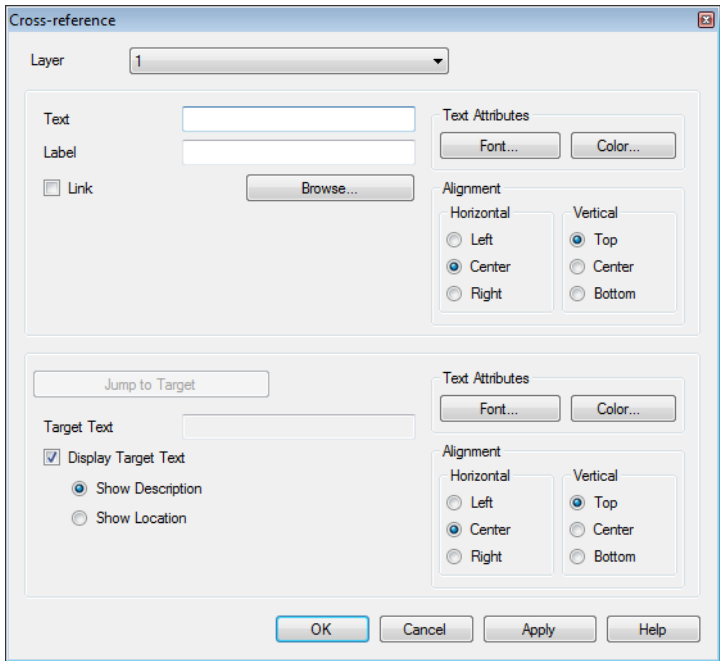 Cross-reference
Layer 1
Text
Label
Link Browse...
Text Attributes
Font... Color...
Alignment
Horizontal Vertical
Left Top
Center Center
Right Bottom
Jump to Target
Target Text
Display Target Text
Show Description
Show Location
Text Attributes
Font... Color...
Alignment
Horizontal Vertical
Left Top
Center Center
Right Bottom
OK Cancel Apply Help